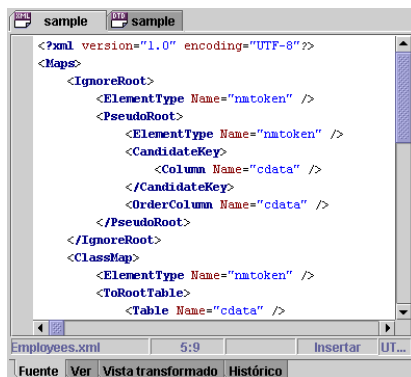 XML sample DTD sample
<?xml version="1.0" encoding="UTF-8"?>
<Maps>
<IgnoreRoot>
<ElementType Name="nmtoken" />
<PseudoRoot>
<ElementType Name="nmtoken" />
<CandidateKey>
<Column Name="cdata" />
</CandidateKey>
<OrderColumn Name="cdata" />
</PseudoRoot>
</IgnoreRoot>
<ClassMap>
<ElementType Name="nmtoken" />
<ToRootTable>
<Table Name="cdata" />
Employees.xml 5:9 Insertar UT...
Fuente Ver Vista transformado Histórico